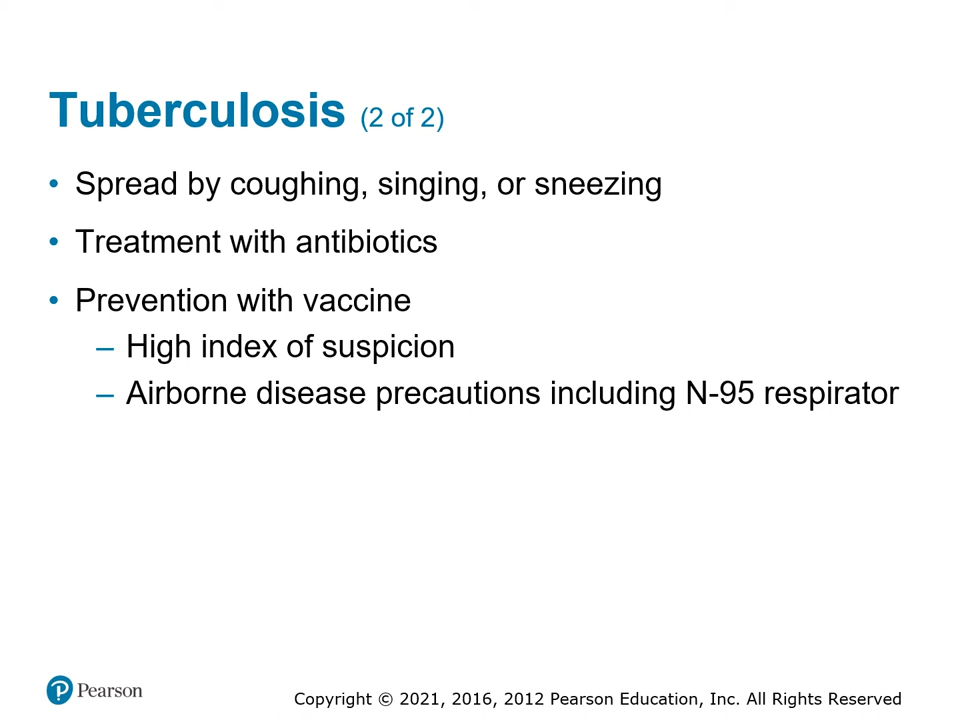 Tuberculosis (2 of 2)
• Spread by coughing, singing, or sneezing
• Treatment with antibiotics
• Prevention with vaccine
– High index of suspicion
– Airborne disease precautions including N-95 respirator
Pearson
Copyright © 2021, 2016, 2012 Pearson Education, Inc. All Rights Reserved